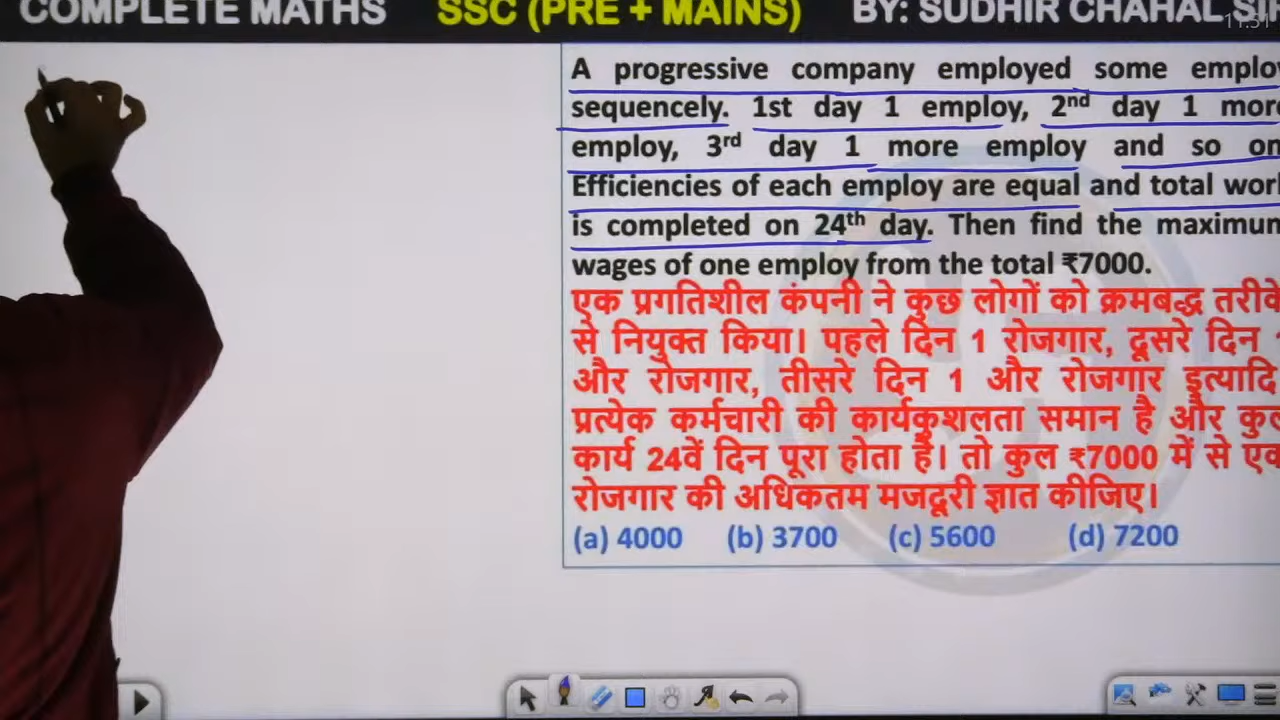 COMPLETE MATHS SSC (PRE + MAINS) BY: SUDHIR CHAHAL SIR
A progressive company employed some employ
sequencely. 1st day 1 employ, 2nd day 1 more
employ, 3rd day 1 more employ and so on
Efficiencies of each employ are equal and total work
is completed on 24th day. Then find the maximum
wages of one employ from the total ₹7000.
एक प्रगतिशील कंपनी ने कुछ लोगों को क्रमबद्ध तरीके
से नियुक्त किया। पहले दिन 1 रोजगार, दूसरे दिन 1
और रोजगार, तीसरे दिन 1 और रोजगार इत्यादि
प्रत्येक कर्मचारी की कार्यकुशलता समान है और कुल
कार्य 24वें दिन पूरा होता है। तो कुल ₹7000 में से एक
रोजगार की अधिकतम मजदूरी ज्ञात कीजिए।
(a) 4000 (b) 3700 (c) 5600 (d) 7200